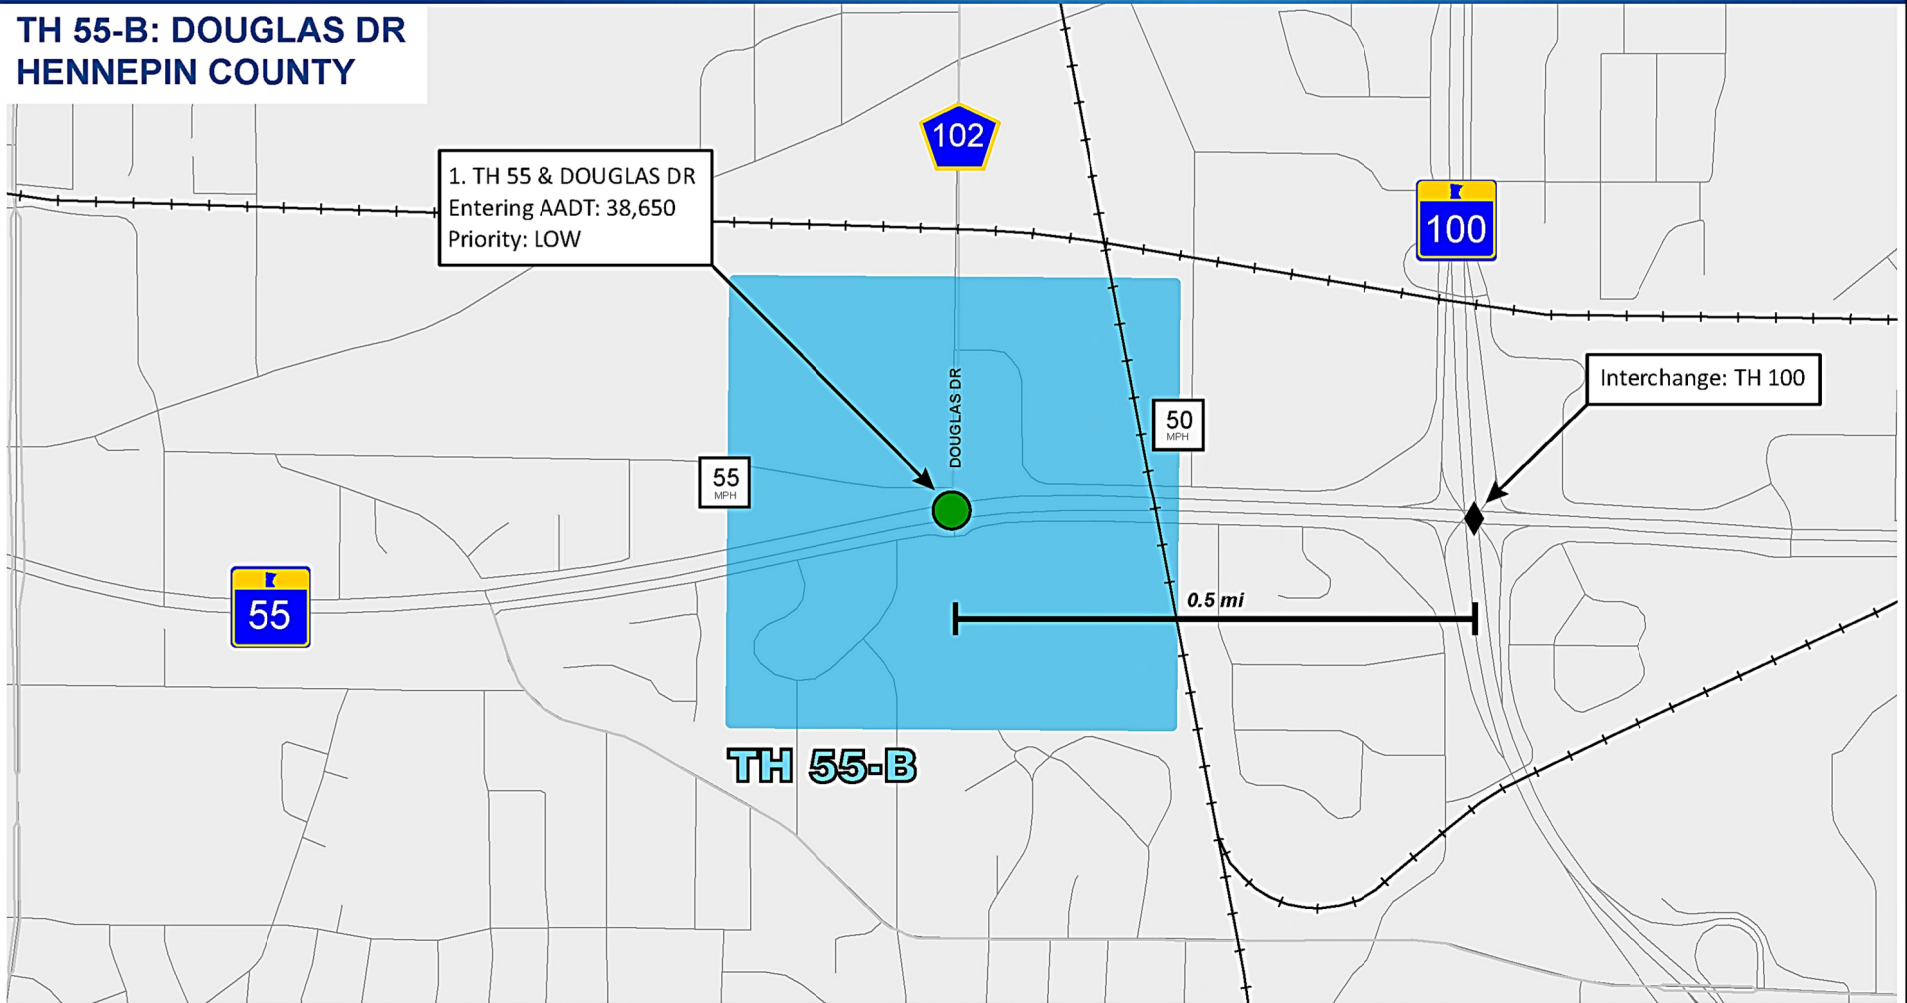 TH 55-B: DOUGLAS DR
HENNEPIN COUNTY
102
1. TH 55 & DOUGLAS DR
Entering AADT: 38,650
Priority: LOW
100
Interchange: TH 100
DOUGLAS DR
50
MPH
55
MPH
55
0.5 mi
TH 55-B